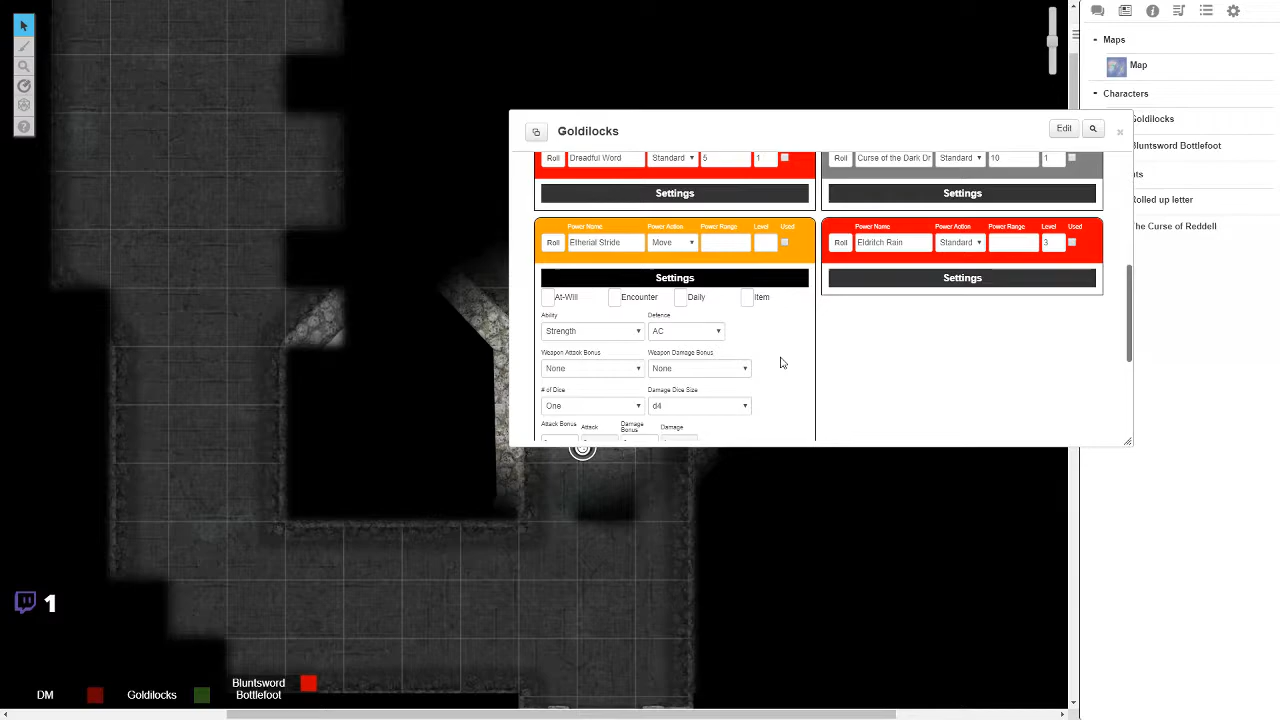 Maps
Map
Characters
Goldilocks
Bluntsword Bottlefoot
Rolled up letter
The Curse of Reddell
Goldilocks
Edit
Roll Dreadful Word Standard 5 1
Roll Curse of the Dark Dr Standard 10 1
Settings
Settings
Power Name Power Action Power Range Level Used
Roll Etherial Stride Move
Power Name Power Action Power Range Level Used
Roll Eldritch Rain Standard 3
Settings
Settings
At-Will Encounter Daily Item
Ability Defence
Strength AC
Weapon Attack Bonus Weapon Damage Bonus
None None
# of Dice Damage Dice Size
One d4
Attack Bonus Attack Damage Bonus Damage
1
DM
Goldilocks
Bluntsword
Bottlefoot